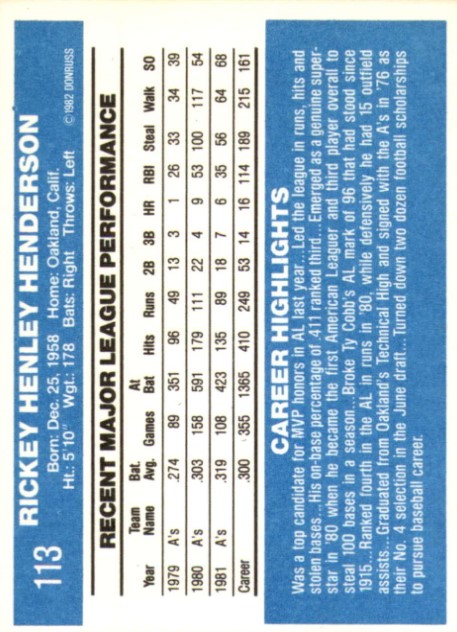 113
RICKEY HENLEY HENDERSON
Born: Dec. 25, 1958 Home: Oakland, Calif.
Ht.: 5'10" Wgt.: 178 Bats: Right Throws: Left
©1982 DONRUSS
RECENT MAJOR LEAGUE PERFORMANCE
Team Bat. At
Year Name Avg. Games Bat Hits Runs 2B 3B HR RBI Steal Walk SO
1979 A's .274 89 351 96 49 13 3 1 26 33 34 39
1980 A's .303 158 591 179 111 22 4 9 53 100 117 54
1981 A's .319 108 423 135 89 18 7 6 35 56 64 68
Career .300 355 1365 410 249 53 14 16 114 189 215 161
CAREER HIGHLIGHTS
Was a top candidate for MVP honors in AL last year...Led the league in runs, hits and
stolen bases...His on-base percentage of .411 ranked third...Emerged as a genuine super-
star in '80 when he became the first American Leaguer and third player overall to
steal 100 bases in a season...Broke Ty Cobb's AL mark of 96 that had stood since
1915...Ranked fourth in the AL in runs in '80, while defensively he had 15 outfield
assists...Graduated from Oakland's Technical High and signed with the A's in '76 as
their No. 4 selection in the June draft...Turned down two dozen football scholarships
to pursue baseball career.